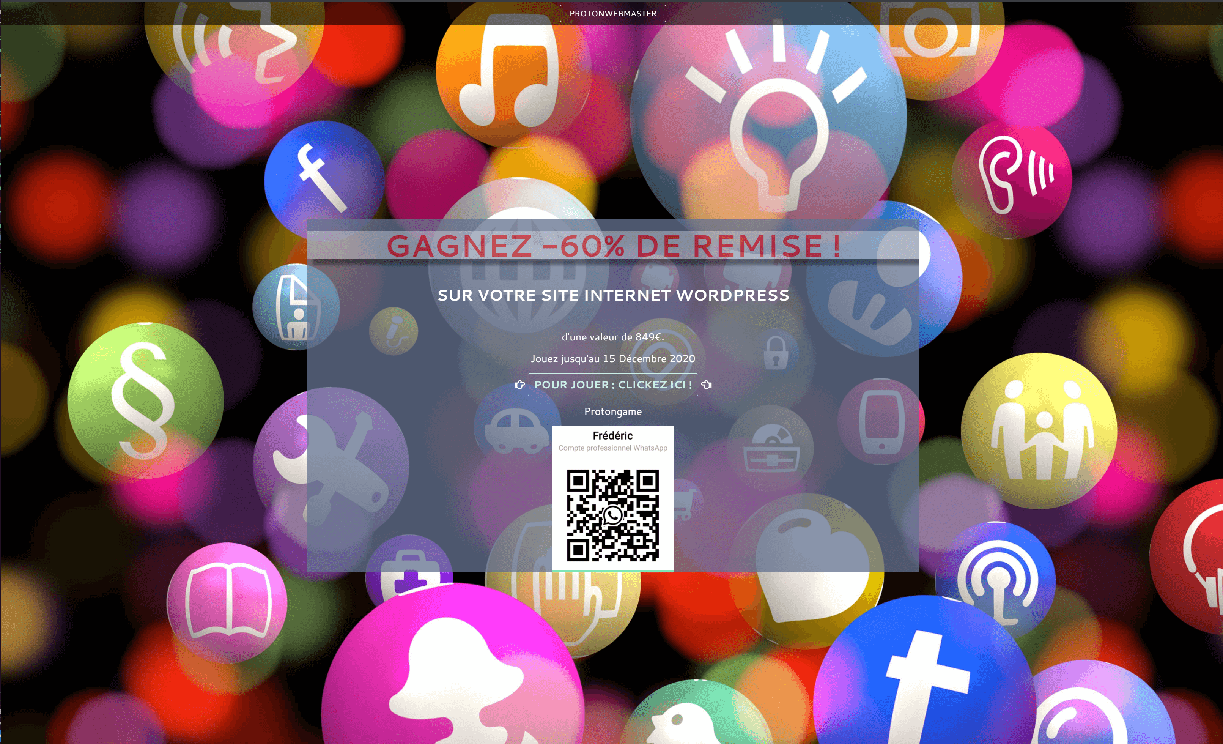 PROTONWEBMASTER
GAGNEZ -60% DE REMISE !
SUR VOTRE SITE INTERNET WORDPRESS
d'une valeur de 849€.
Jouez jusqu'au 15 Décembre 2020
POUR JOUER : CLICKEZ ICI !
Protongame
Frédéric
Compte professionnel WhatsApp